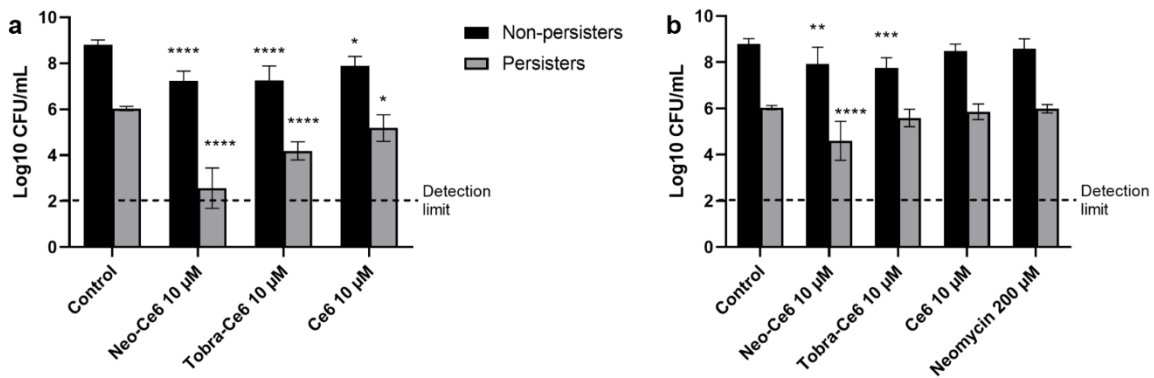 a
Log10 CFU/mL
10
8
6
4
2
0
**** **** *
**** **** *
Non-persisters
Persisters
Detection
limit
Control
Neo-Ce6 10 µM
Tobra-Ce6 10 µM
Ce6 10 µM
b
Log10 CFU/mL
10
8
6
4
2
0
** ***
****
Detection
limit
Control
Neo-Ce6 10 µM
Tobra-Ce6 10 µM
Ce6 10 µM
Neomycin 200 µM